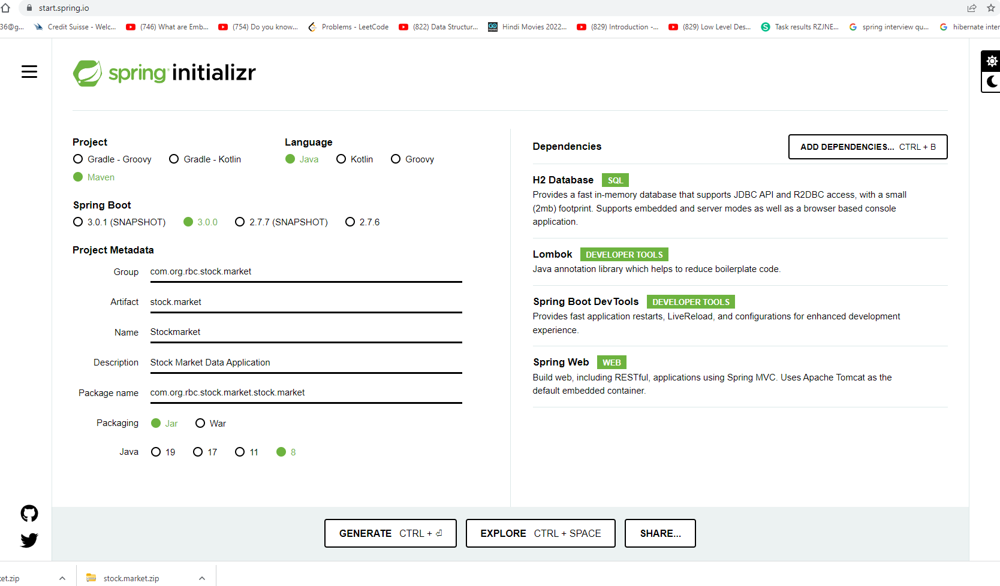 start.spring.io
36@g...
Credit Suisse - Welc...
(746) What are Emb...
(754) Do you know...
Problems - LeetCode
(822) Data Structur...
Hindi Movies 2022...
(829) Introduction -...
(829) Low Level Des...
Task results RZJNE...
spring interview qu...
hibernate inter
spring initializr
Project
Gradle - Groovy
Gradle - Kotlin
Maven
Language
Java
Kotlin
Groovy
Spring Boot
3.0.1 (SNAPSHOT)
3.0.0
2.7.7 (SNAPSHOT)
2.7.6
Project Metadata
Group com.org.rbc.stock.market
Artifact stock.market
Name Stockmarket
Description Stock Market Data Application
Package name com.org.rbc.stock.market.stock.market
Packaging Jar War
Java 19 17 11 8
Dependencies
ADD DEPENDENCIES... CTRL + B
H2 Database SQL
Provides a fast in-memory database that supports JDBC API and R2DBC access, with a small
(2mb) footprint. Supports embedded and server modes as well as a browser based console
application.
Lombok DEVELOPER TOOLS
Java annotation library which helps to reduce boilerplate code.
Spring Boot DevTools DEVELOPER TOOLS
Provides fast application restarts, LiveReload, and configurations for enhanced development
experience.
Spring Web WEB
Build web, including RESTful, applications using Spring MVC. Uses Apache Tomcat as the
default embedded container.
GENERATE CTRL + ⏎
EXPLORE CTRL + SPACE
SHARE...
et.zip
stock.market.zip